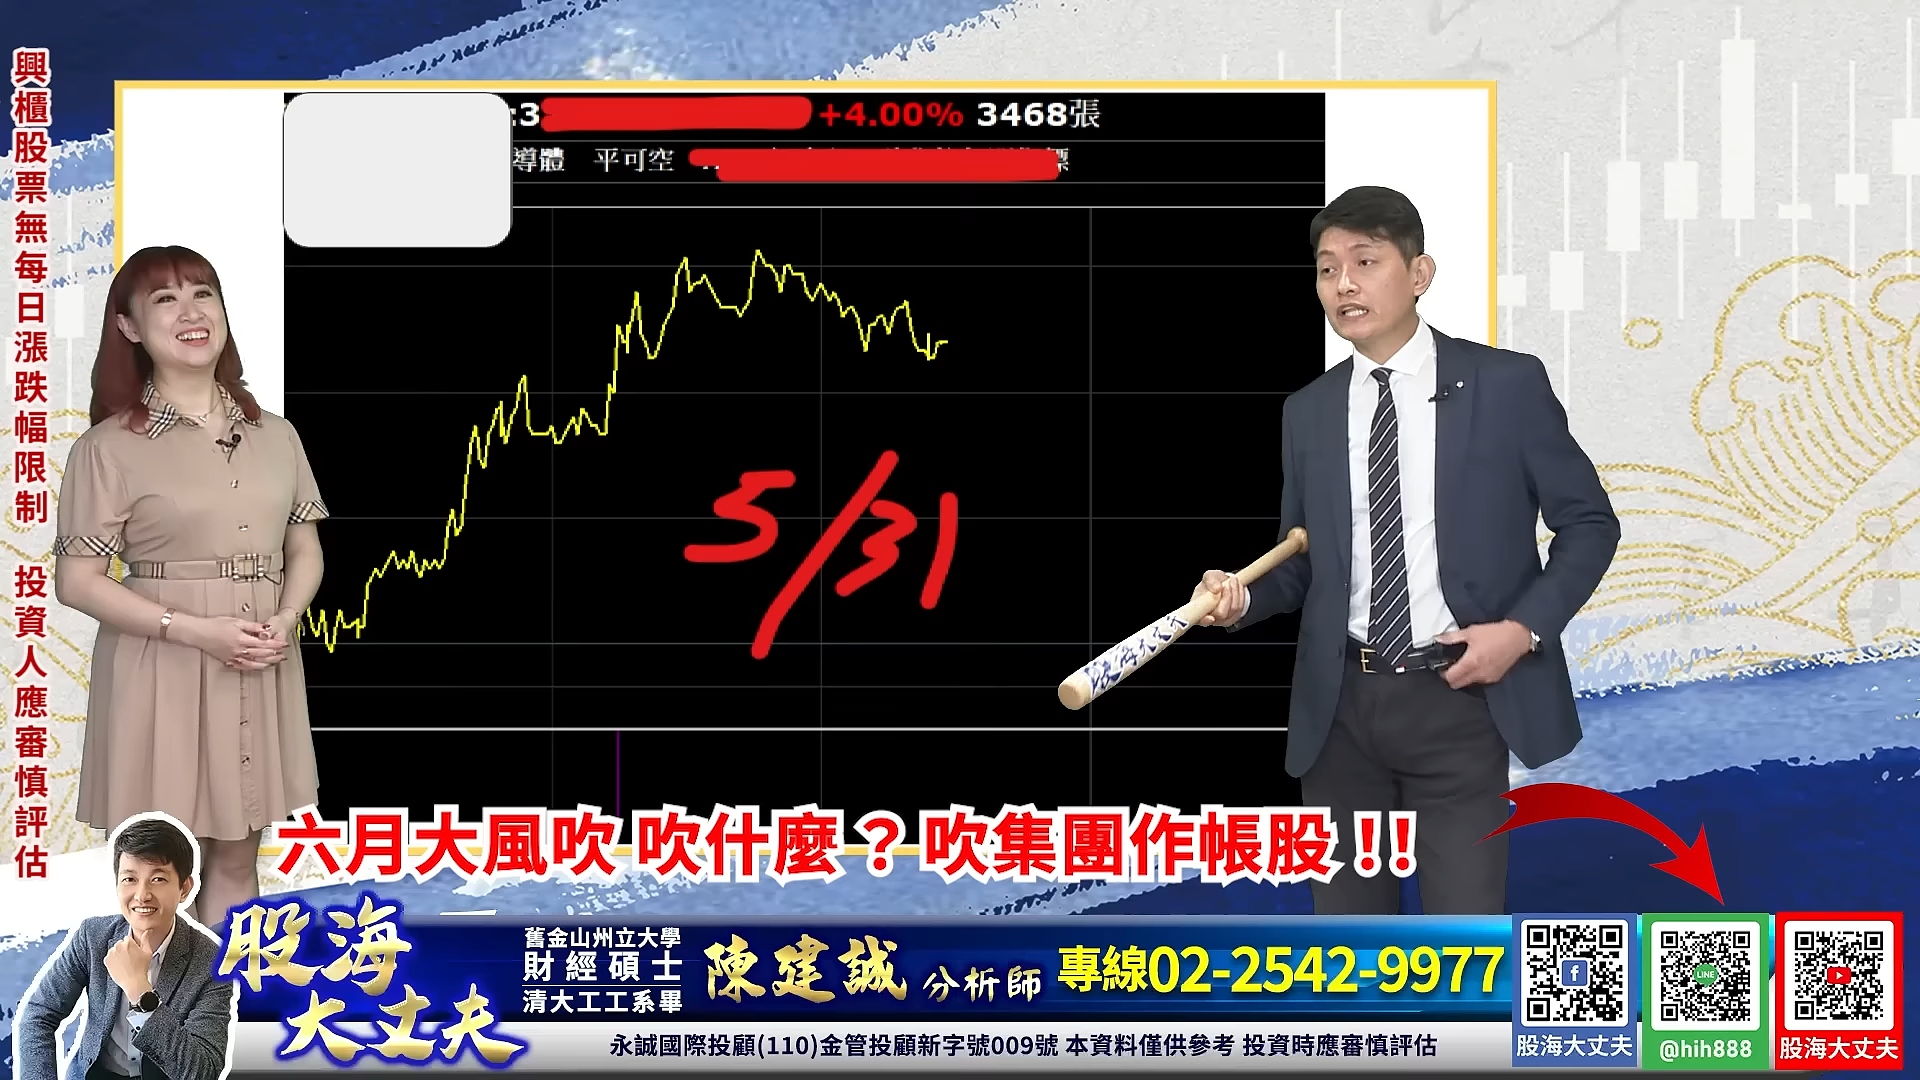 興櫃股票無每日漲跌幅限制 投資人應審慎評估
:3 +4.00% 3468張
導體 平可空 標
5/31
六月大風吹 吹什麼？吹集團作帳股!!
股海大丈夫
舊金山州立大學
財經碩士
清大工工系畢
陳建誠 分析師
專線02-2542-9977
永誠國際投顧(110)金管投顧新字號009號 本資料僅供參考 投資時應審慎評估
股海大丈夫
LINE
@hih888
股海大丈夫